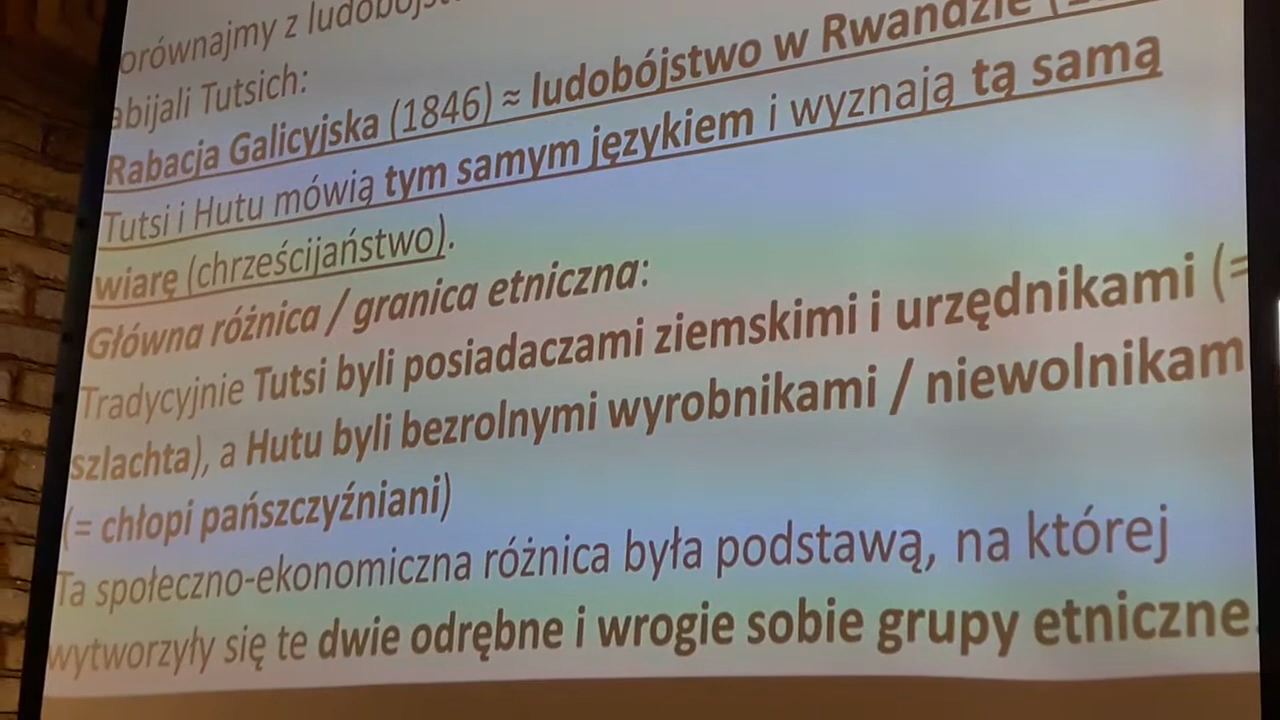 orównajmy z
abijali Tutsich:
Rabacja Galicyjska (1846) ≈ ludobójstwo w Rwandzie
Tutsi i Hutu mówią tym samym językiem i wyznają tą samą
wiarę (chrześcijaństwo).
Główna różnica / granica etniczna:
Tradycyjnie Tutsi byli posiadaczami ziemskimi i urzędnikami (=
szlachta), a Hutu byli bezrolnymi wyrobnikami / niewolnikam
(= chłopi pańszczyźniani)
Ta społeczno-ekonomiczna różnica była podstawą, na której
wytworzyły się te dwie odrębne i wrogie sobie grupy etniczne.